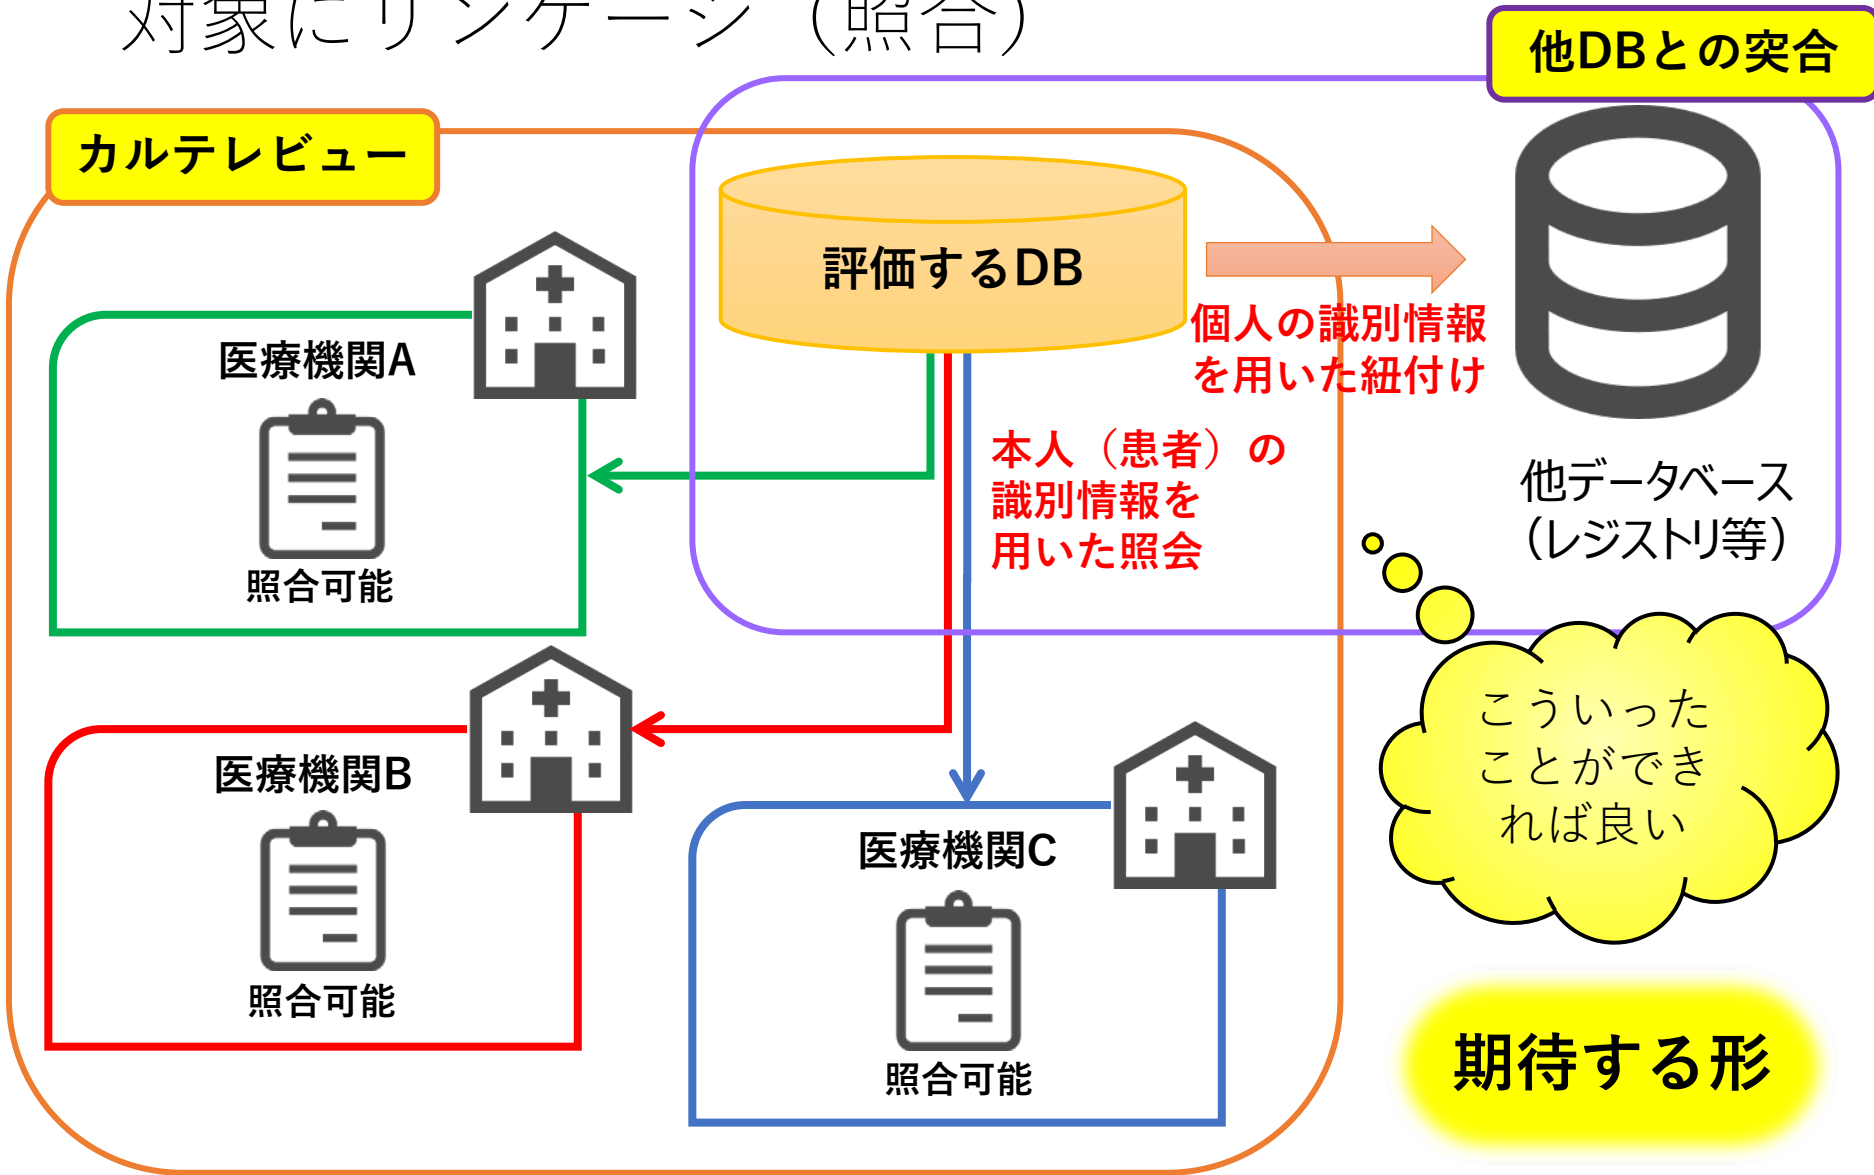 対象にリンケージ（照合）
他DBとの突合
カルテレビュー
評価するDB
個人の識別情報
を用いた紐付け
医療機関A
照合可能
本人（患者）の
識別情報を
用いた照会
他データベース
（レジストリ等）
医療機関B
照合可能
医療機関C
照合可能
こういった
ことができ
れば良い
期待する形